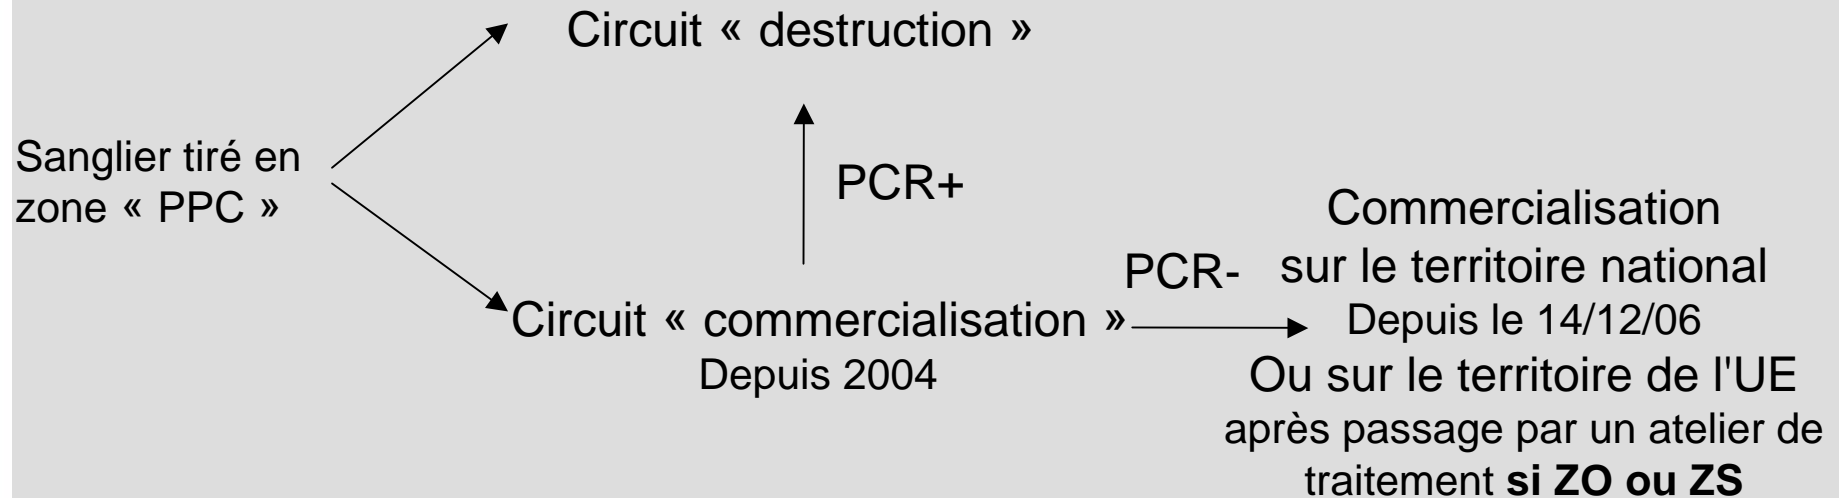 Circuit « destruction »
Sanglier tiré en
zone « PPC »
PCR+
Circuit « commercialisation »
Depuis 2004
PCR-
Commercialisation
sur le territoire national
Depuis le 14/12/06
Ou sur le territoire de l'UE
après passage par un atelier de
traitement si ZO ou ZS